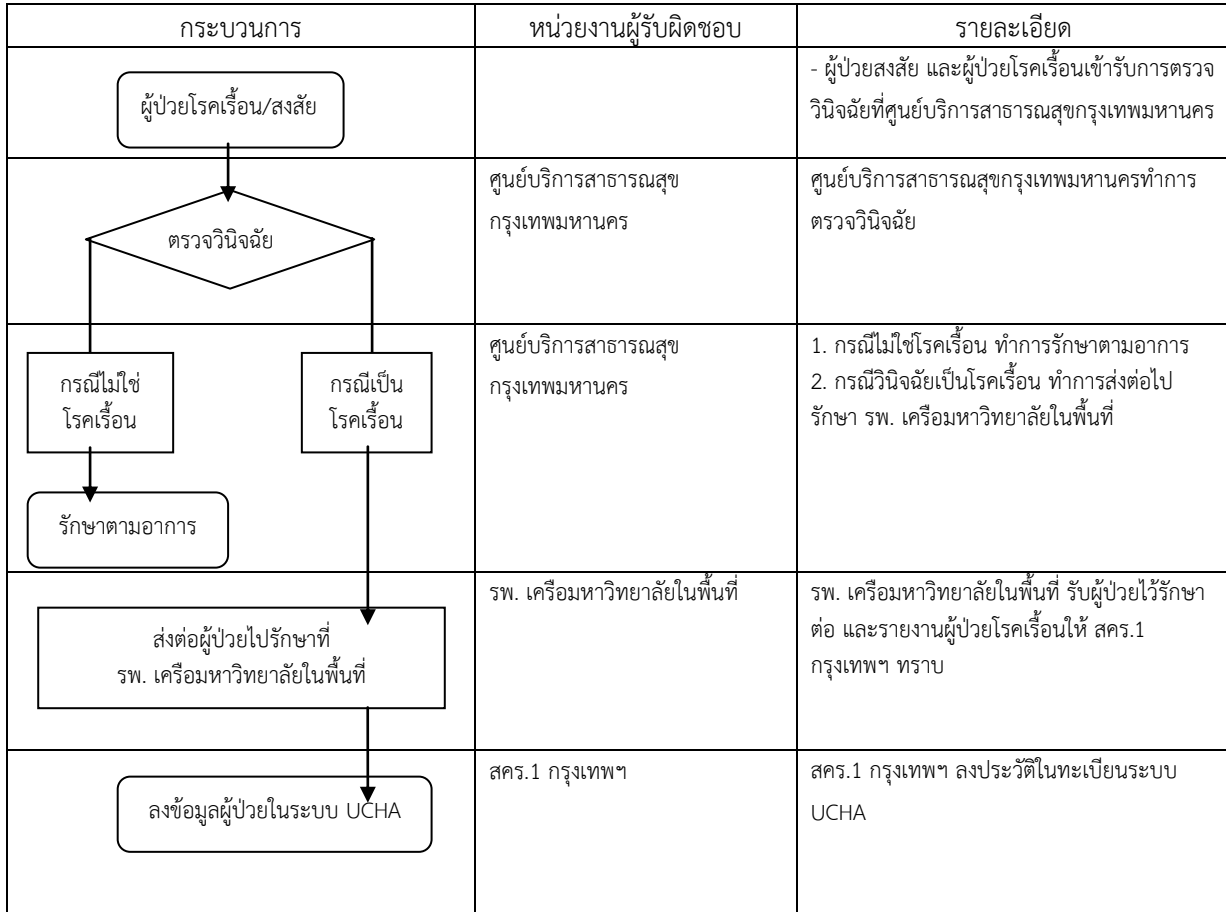 กระบวนการ
หน่วยงานผู้รับผิดชอบ
รายละเอียด
ผู้ป่วยโรคเรื้อน/สงสัย
- ผู้ป่วยสงสัย และผู้ป่วยโรคเรื้อนเข้ารับการตรวจ
วินิจฉัยที่ศูนย์บริการสาธารณสุขกรุงเทพมหานคร
ตรวจวินิจฉัย
ศูนย์บริการสาธารณสุข
กรุงเทพมหานคร
ศูนย์บริการสาธารณสุขกรุงเทพมหานครทำการ
ตรวจวินิจฉัย
กรณีไม่ใช่
โรคเรื้อน
กรณีเป็น
โรคเรื้อน
รักษาตามอาการ
ศูนย์บริการสาธารณสุข
กรุงเทพมหานคร
1. กรณีไม่ใช่โรคเรื้อน ทำการรักษาตามอาการ
2. กรณีวินิจฉัยเป็นโรคเรื้อน ทำการส่งต่อไป
รักษา รพ. เครือมหาวิทยาลัยในพื้นที่
ส่งต่อผู้ป่วยไปรักษาที่
รพ. เครือมหาวิทยาลัยในพื้นที่
รพ. เครือมหาวิทยาลัยในพื้นที่
รพ. เครือมหาวิทยาลัยในพื้นที่ รับผู้ป่วยไว้รักษา
ต่อ และรายงานผู้ป่วยโรคเรื้อนให้ สคร.1
กรุงเทพฯ ทราบ
ลงข้อมูลผู้ป่วยในระบบ UCHA
สคร.1 กรุงเทพฯ
สคร.1 กรุงเทพฯ ลงประวัติในทะเบียนระบบ
UCHA